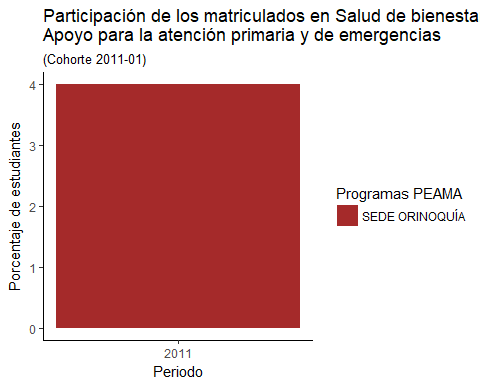 Participación de los matriculados en Salud de bienesta
Apoyo para la atención primaria y de emergencias
(Cohorte 2011-01)
Porcentaje de estudiantes
4
3
2
1
0
2011
Periodo
Programas PEAMA
SEDE ORINOQUÍA